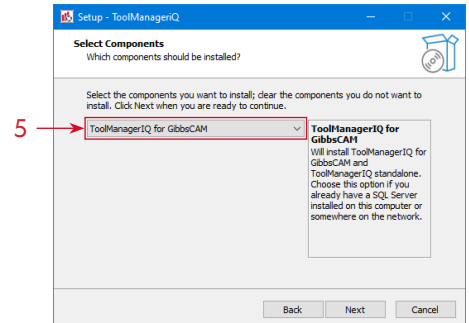 Setup - ToolManageriQ
Select Components
Which components should be installed?
Select the components you want to install; clear the components you do not want to
install. Click Next when you are ready to continue.
5
ToolManagerIQ for GibbsCAM
ToolManagerIQ for
GibbsCAM
Will install ToolManagerIQ for
GibbsCAM and
ToolManagerIQ standalone.
Choose this option if you
already have a SQL Server
installed on this computer or
somewhere on the network.
Back
Next
Cancel